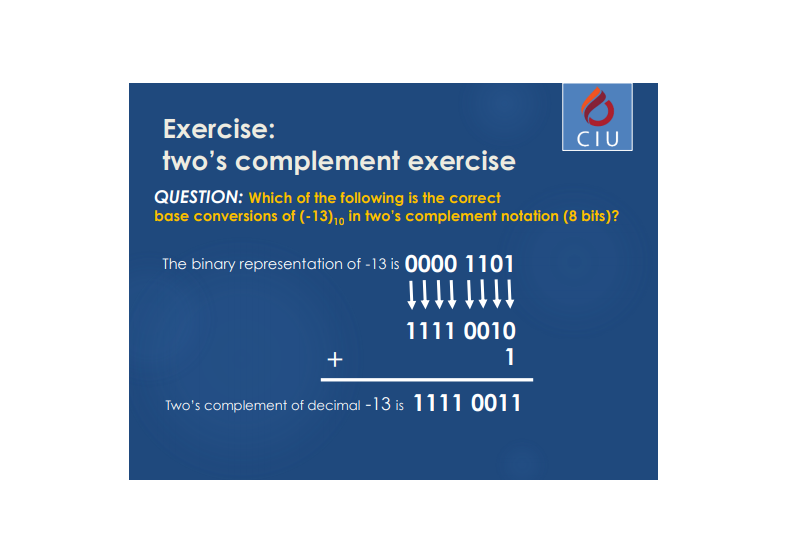 CIU
Exercise:
two's complement exercise
QUESTION: Which of the following is the correct
base conversions of (-13)10 in two's complement notation (8 bits)?
The binary representation of -13 is 0000 1101
1111 0010
+ 1
Two's complement of decimal -13 is 1111 0011